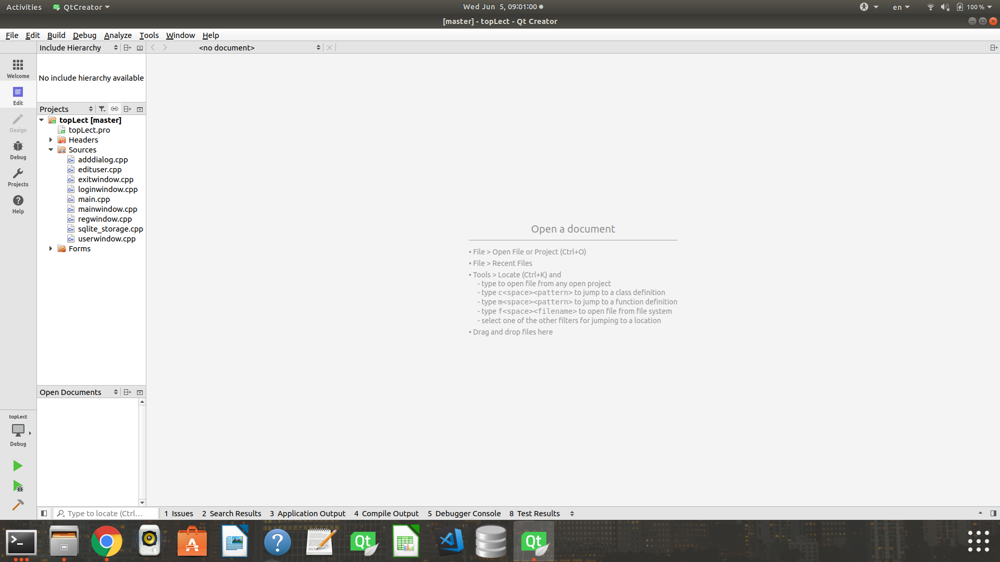 Activities QtCreator Wed Jun 5, 09:01:00 en 100 %
[master] - topLect - Qt Creator
File Edit Build Debug Analyze Tools Window Help
Include Hierarchy <no document>
No include hierarchy available
Welcome
Edit
Design
Debug
Projects
Help
Projects
topLect [master]
topLect.pro
Headers
Sources
adddialog.cpp
edituser.cpp
exitwindow.cpp
loginwindow.cpp
main.cpp
mainwindow.cpp
regwindow.cpp
sqlite_storage.cpp
userwindow.cpp
Forms
Open a document
• File > Open File or Project (Ctrl+O)
• File > Recent Files
• Tools > Locate (Ctrl+K) and
- type to open file from any open project
- type c<space><pattern> to jump to a class definition
- type m<space><pattern> to jump to a function definition
- type f<space><filename> to open file from file system
- select one of the other filters for jumping to a location
• Drag and drop files here
Open Documents
topLect
Debug
Type to locate (Ctrl...
1 Issues 2 Search Results 3 Application Output 4 Compile Output 5 Debugger Console 8 Test Results
Qt
Qt